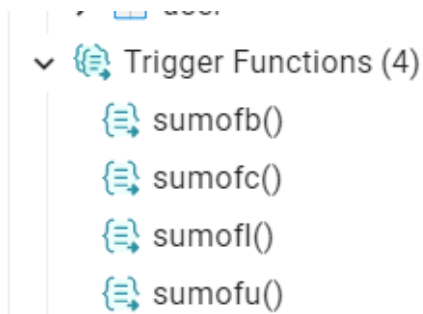 Trigger Functions (4)
sumofb()
sumofc()
sumofl()
sumofu()